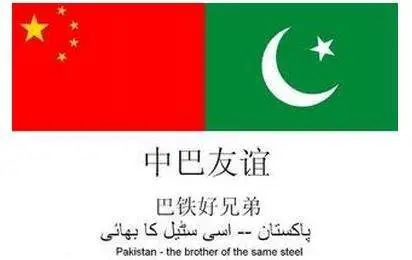 中巴友谊
巴铁好兄弟
پاکستان -- اسی سٹیل کا بھائی
Pakistan - the brother of the same steel